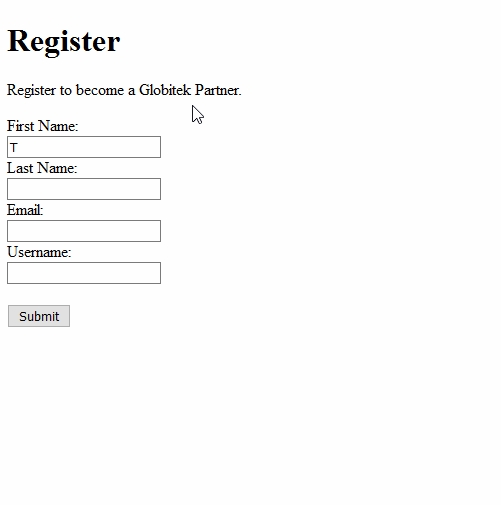 Register
Register to become a Globitek Partner.
First Name:
T
Last Name:
Email:
Username:
Submit